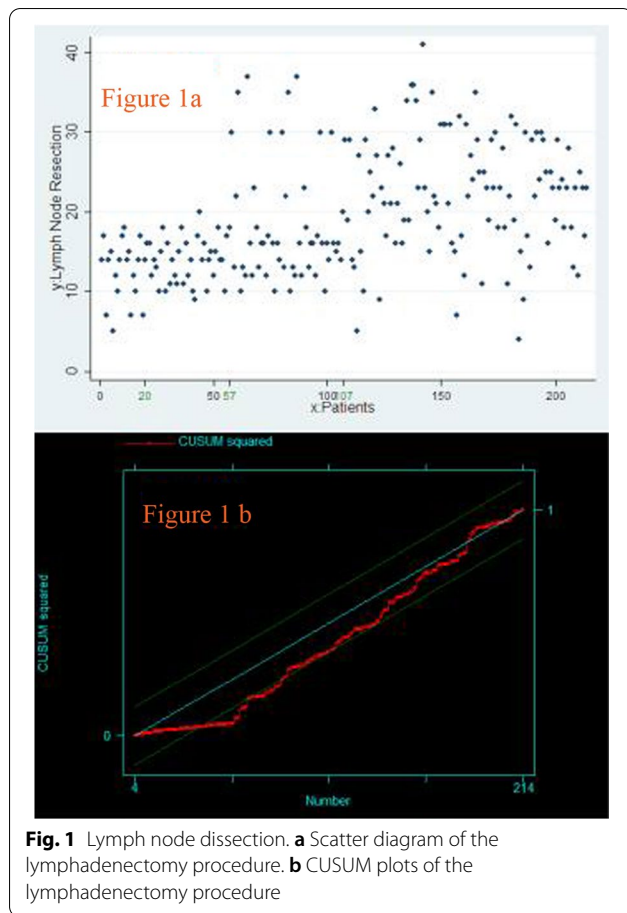 40
Figure 1a
30
20
10
0
y:Lymph Node Resection
0 20 50 57 100 107 150 200
x:Patients
CUSUM squared
Figure 1 b
1
CUSUM squared
0
4 214
Number
Fig. 1 Lymph node dissection. a Scatter diagram of the
lymphadenectomy procedure. b CUSUM plots of the
lymphadenectomy procedure